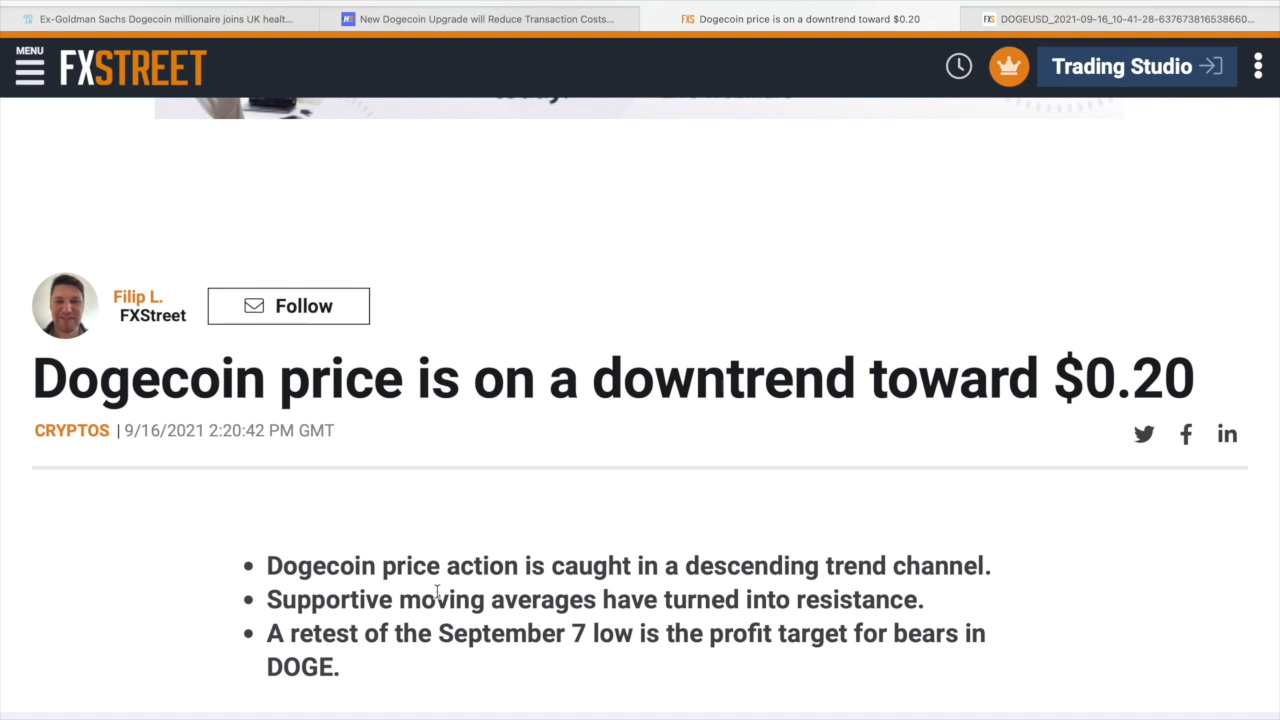 Ex-Goldman Sachs Dogecoin millionaire joins UK healt...
HS New Dogecoin Upgrade will Reduce Transaction Costs...
FXS Dogecoin price is on a downtrend toward $0.20
FXS DOGEUSD_2021-09-16_10-41-28-637673816538660...
MENU
FXSTREET
Trading Studio
Filip L.
FXStreet
Follow
Dogecoin price is on a downtrend toward $0.20
CRYPTOS | 9/16/2021 2:20:42 PM GMT
• Dogecoin price action is caught in a descending trend channel.
• Supportive moving averages have turned into resistance.
• A retest of the September 7 low is the profit target for bears in
DOGE.